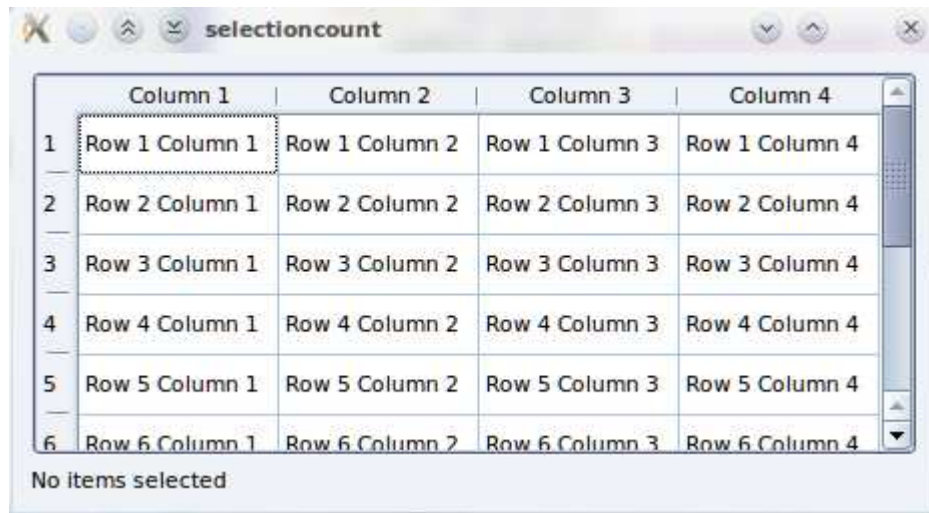 selectioncount
Column 1 Column 2 Column 3 Column 4
1 Row 1 Column 1 Row 1 Column 2 Row 1 Column 3 Row 1 Column 4
2 Row 2 Column 1 Row 2 Column 2 Row 2 Column 3 Row 2 Column 4
3 Row 3 Column 1 Row 3 Column 2 Row 3 Column 3 Row 3 Column 4
4 Row 4 Column 1 Row 4 Column 2 Row 4 Column 3 Row 4 Column 4
5 Row 5 Column 1 Row 5 Column 2 Row 5 Column 3 Row 5 Column 4
6 Row 6 Column 1 Row 6 Column 2 Row 6 Column 3 Row 6 Column 4
No items selected